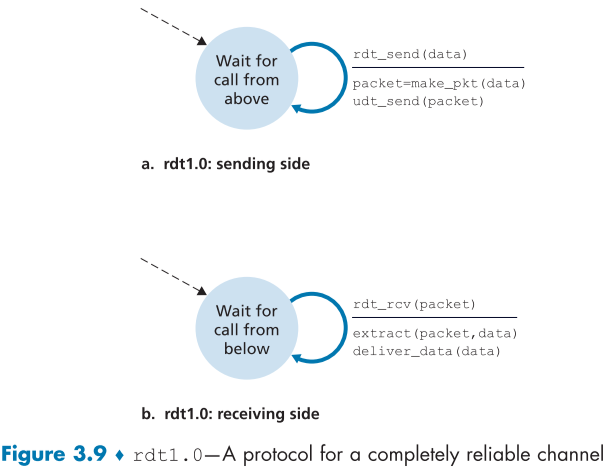 Wait for
call from
above
rdt_send(data)
packet=make_pkt(data)
udt_send(packet)
a. rdt1.0: sending side
Wait for
call from
below
rdt_rcv(packet)
extract(packet,data)
deliver_data(data)
b. rdt1.0: receiving side
Figure 3.9 ♦ rdt1.0—A protocol for a completely reliable channel